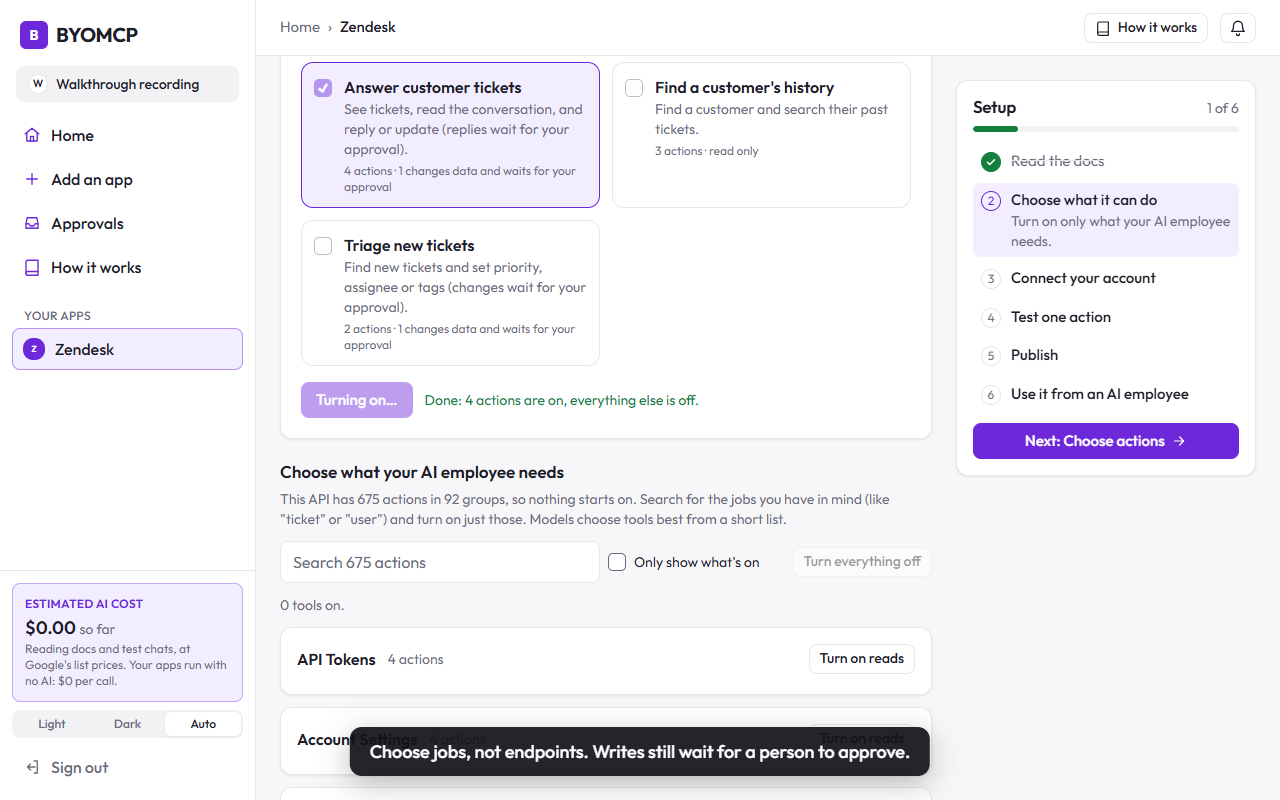 B BYOMCP
W Walkthrough recording
Home
Add an app
Approvals
How it works
YOUR APPS
Z Zendesk
ESTIMATED AI COST
$0.00 so far
Reading docs and test chats, at
Google's list prices. Your apps run with
no AI: $0 per call.
Light Dark Auto
Sign out
Home › Zendesk
How it works
Answer customer tickets
See tickets, read the conversation, and
reply or update (replies wait for your
approval).
4 actions · 1 changes data and waits for your
approval
Find a customer's history
Find a customer and search their past
tickets.
3 actions · read only
Triage new tickets
Find new tickets and set priority,
assignee or tags (changes wait for your
approval).
2 actions · 1 changes data and waits for your
approval
Turning on... Done: 4 actions are on, everything else is off.
Choose what your AI employee needs
This API has 675 actions in 92 groups, so nothing starts on. Search for the jobs you have in mind (like
"ticket" or "user") and turn on just those. Models choose tools best from a short list.
Search 675 actions Only show what's on Turn everything off
0 tools on.
API Tokens 4 actions Turn on reads
Account Settings 4 actions Turn on reads
Choose jobs, not endpoints. Writes still wait for a person to approve.
Setup 1 of 6
Read the docs
2 Choose what it can do
Turn on only what your AI employee
needs.
3 Connect your account
4 Test one action
5 Publish
6 Use it from an AI employee
Next: Choose actions →